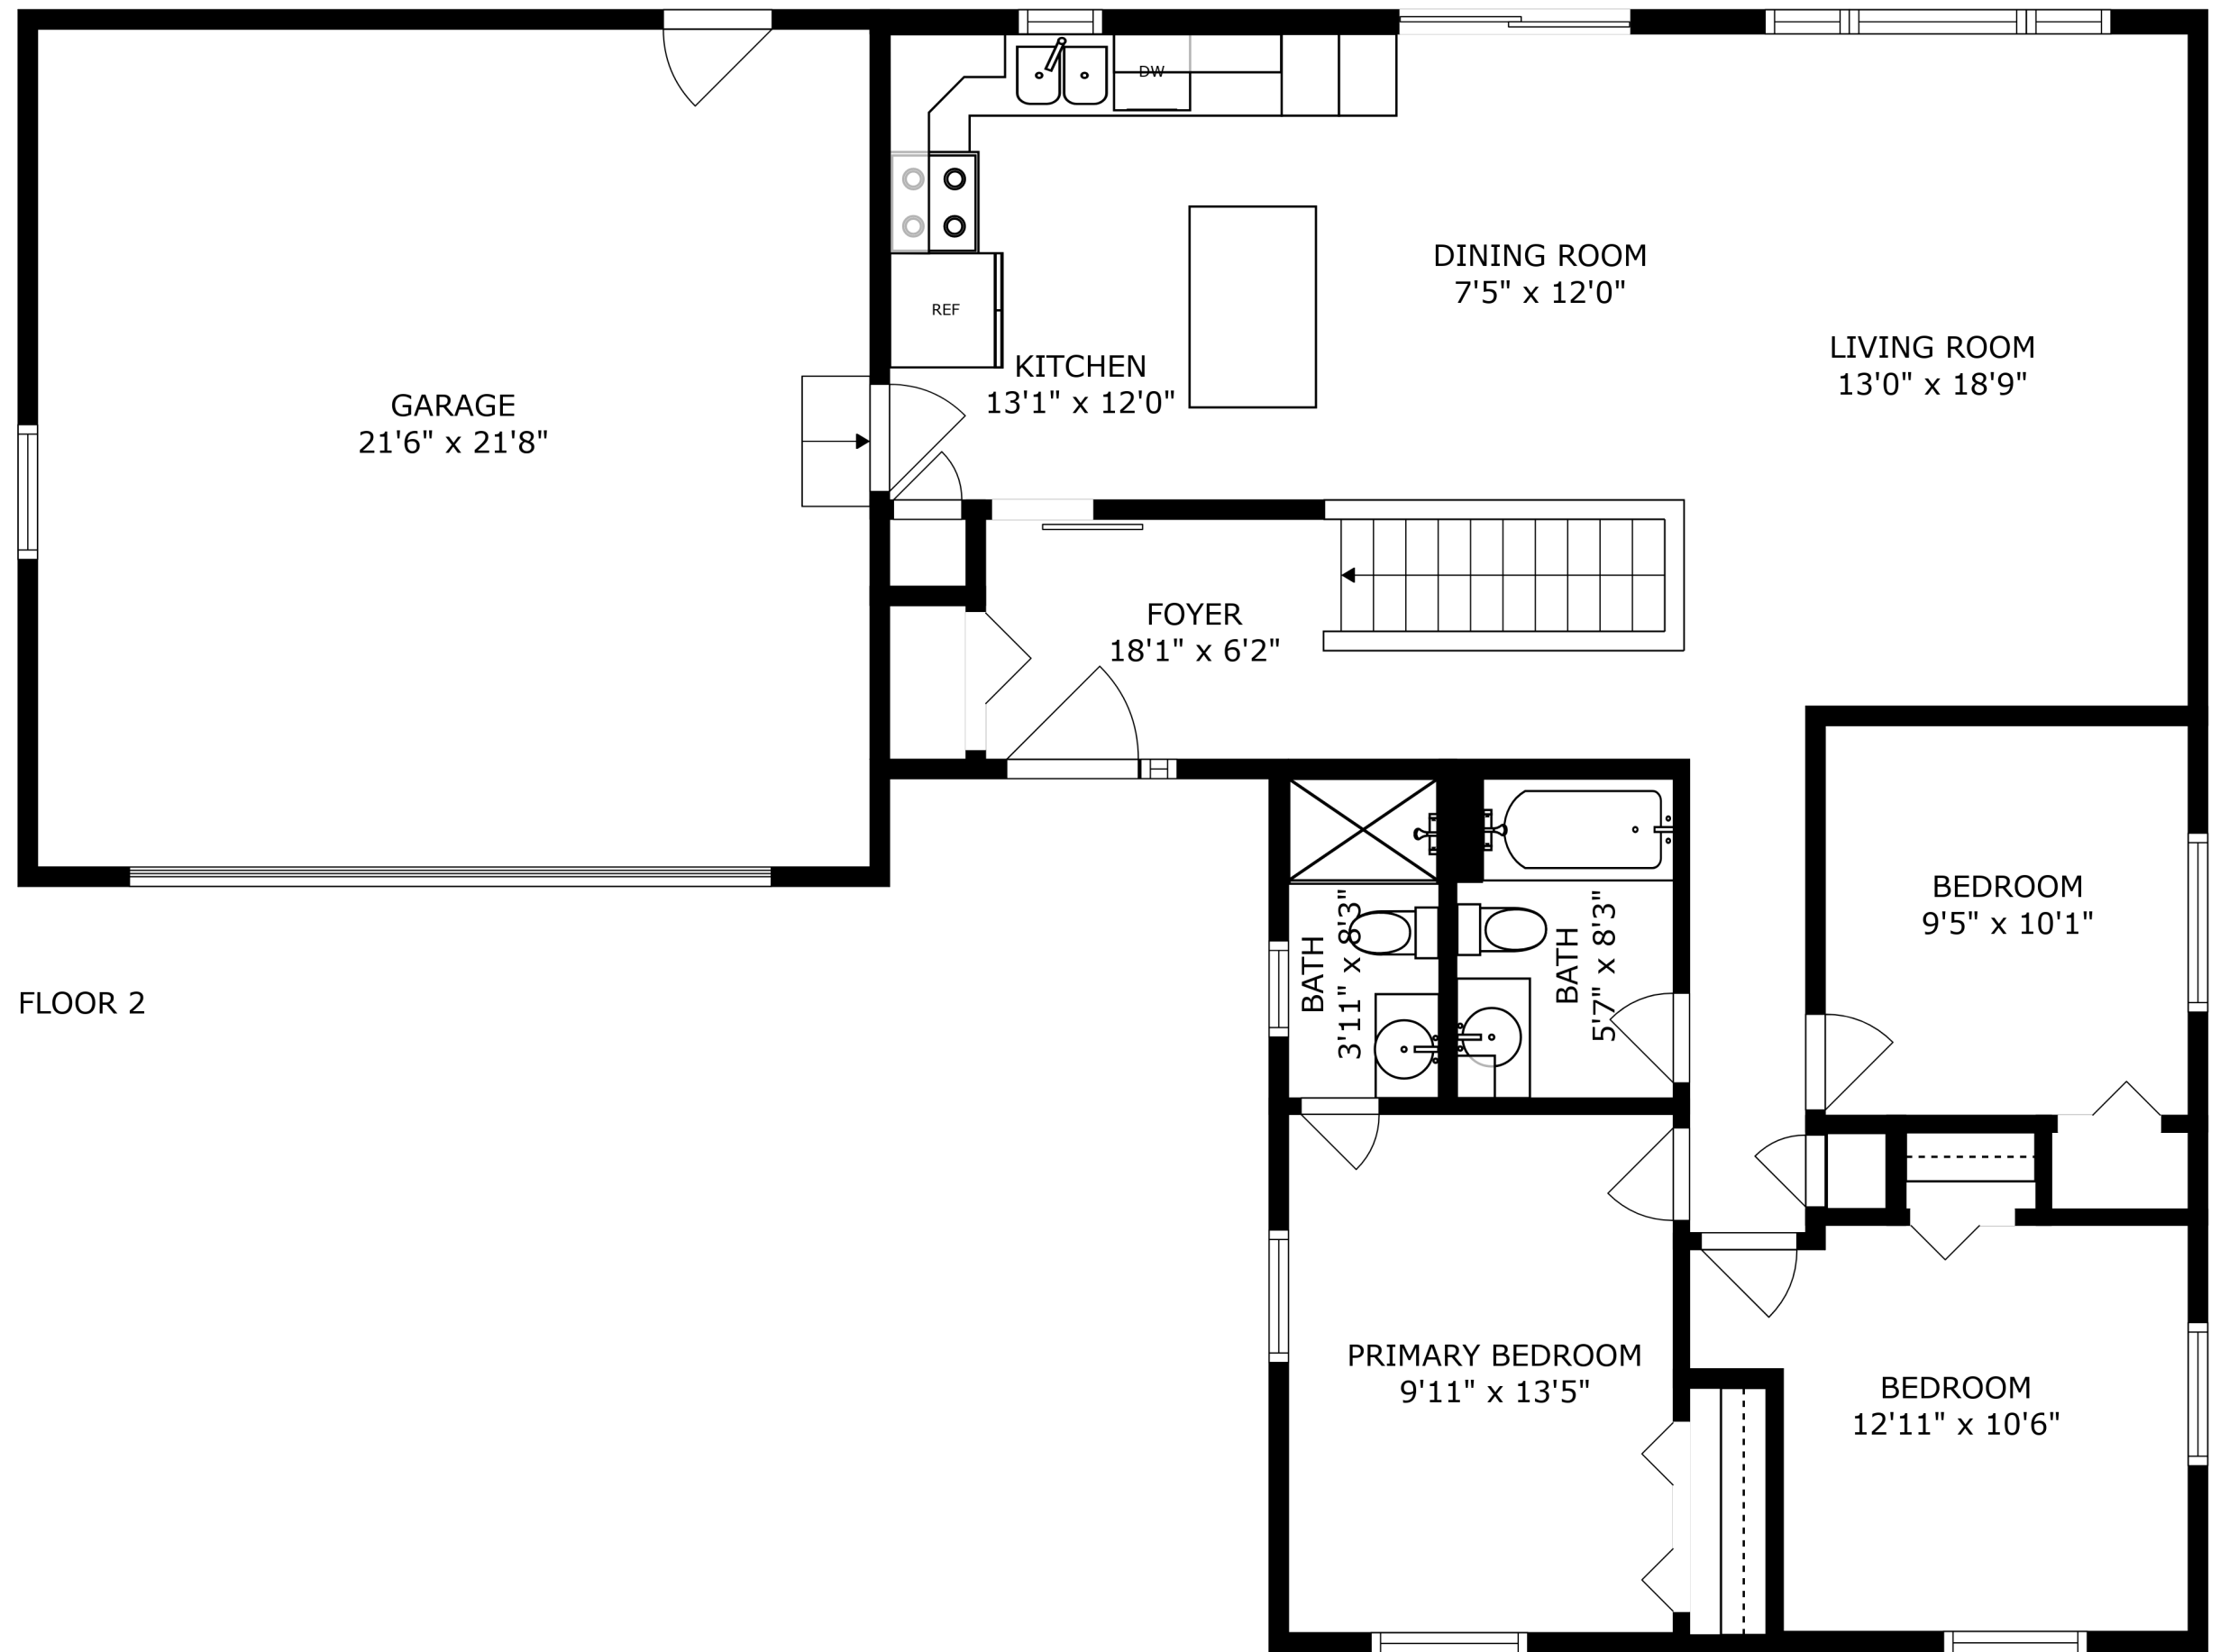 DW
DINING ROOM
7'5" x 12'0"
REF
LIVING ROOM
13'0" x 18'9"
KITCHEN
13'1" x 12'0"
GARAGE
21'6" x 21'8"
FOYER
18'1" x 6'2"
BEDROOM
9'5" x 10'1"
BATH
3'11" x 8'3"
BATH
5'7" x 8'3"
FLOOR 2
PRIMARY BEDROOM
9'11" x 13'5"
BEDROOM
12'11" x 10'6"